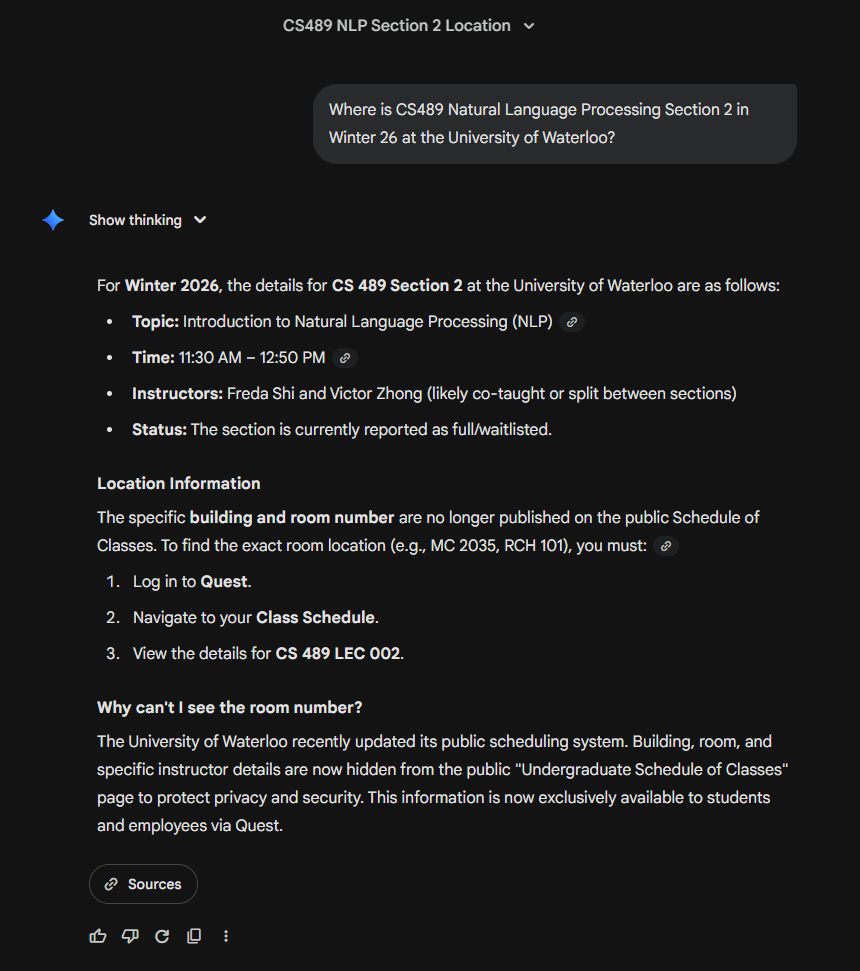 CS489 NLP Section 2 Location
Where is CS489 Natural Language Processing Section 2 in
Winter 26 at the University of Waterloo?
Show thinking
For Winter 2026, the details for CS 489 Section 2 at the University of Waterloo are as follows:
• Topic: Introduction to Natural Language Processing (NLP)
• Time: 11:30 AM – 12:50 PM
• Instructors: Freda Shi and Victor Zhong (likely co-taught or split between sections)
• Status: The section is currently reported as full/waitlisted.
Location Information
The specific building and room number are no longer published on the public Schedule of
Classes. To find the exact room location (e.g., MC 2035, RCH 101), you must:
1. Log in to Quest.
2. Navigate to your Class Schedule.
3. View the details for CS 489 LEC 002.
Why can't I see the room number?
The University of Waterloo recently updated its public scheduling system. Building, room, and
specific instructor details are now hidden from the public "Undergraduate Schedule of Classes"
page to protect privacy and security. This information is now exclusively available to students
and employees via Quest.
Sources